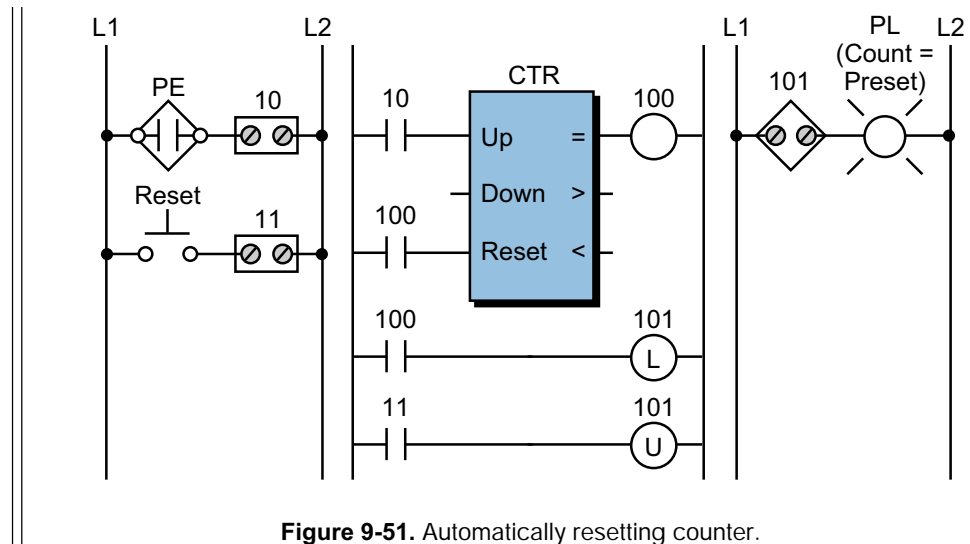 L1 L2 L1 PL L2
(Count =
Preset)
PE CTR 101
10 10 100
Up =
Reset Down >
11 100
Reset <
100 101
L
11 101
U
Figure 9-51. Automatically resetting counter.